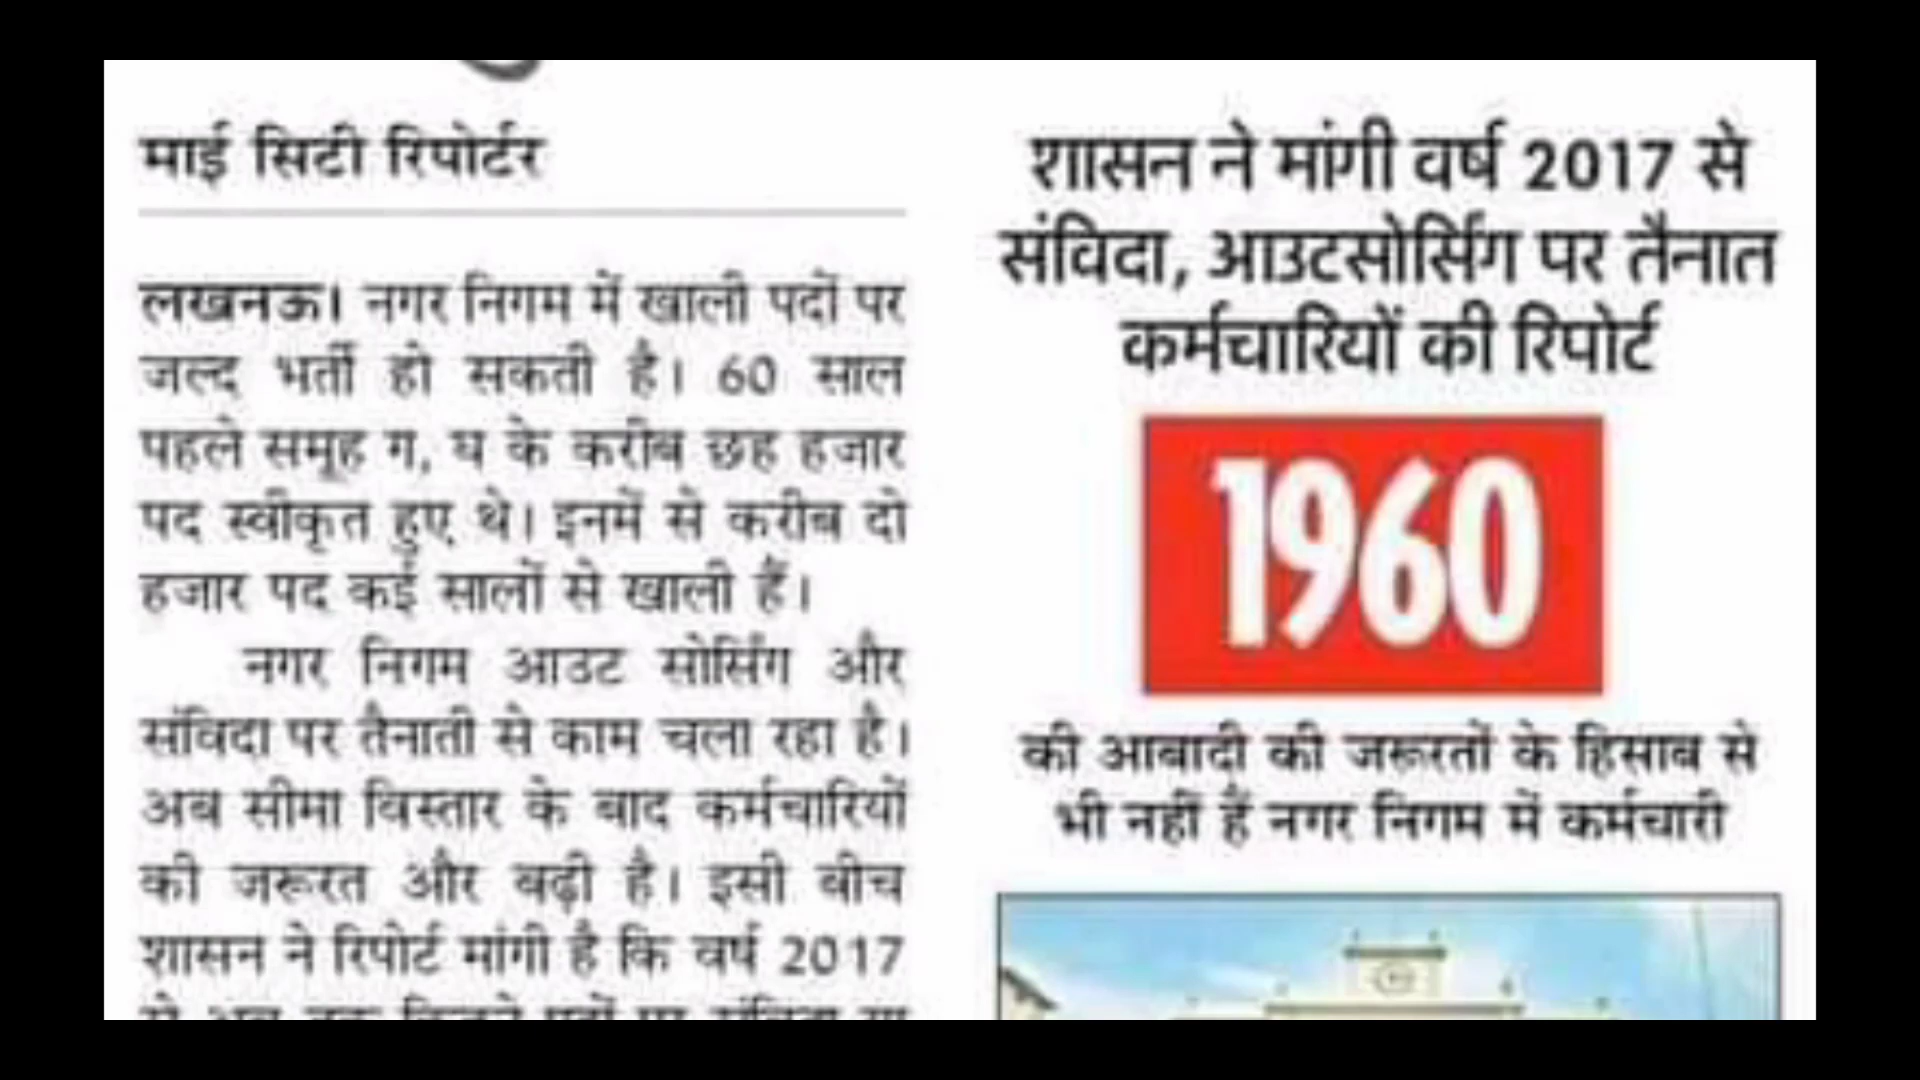 माई सिटी रिपोर्टर
लखनऊ। नगर निगम में खाली पदों पर
जल्द भर्ती हो सकती है। 60 साल
पहले समूह ग, घ के करीब छह हजार
पद स्वीकृत हुए थे। इनमें से करीब दो
हजार पद कई सालों से खाली हैं।
नगर निगम आउट सोर्सिंग और
संविदा पर तैनाती से काम चला रहा है।
अब सीमा विस्तार के बाद कर्मचारियों
की जरूरत और बढ़ी है। इसी बीच
शासन ने रिपोर्ट मांगी है कि वर्ष 2017
शासन ने मांगी वर्ष 2017 से
संविदा, आउटसोर्सिंग पर तैनात
कर्मचारियों की रिपोर्ट
1960
की आबादी की जरूरतों के हिसाब से
भी नहीं हैं नगर निगम में कर्मचारी